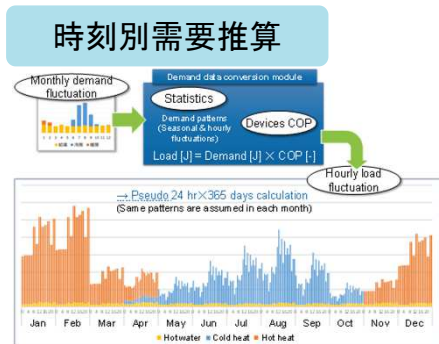 時刻別需要推算
Monthly demand
fluctuation
Demand data conversion module
Statistics
Demand patterns
(Seasonal & hourly
fluctuations)
Devices COP
Load [J] = Demand [J] × COP [-]
Hourly load
fluctuation
→ Pseudo 24 hr×365 days calculation
(Same patterns are assumed in each month)
Jan Feb Mar Apr May Jun Jul Aug Sep Oct Nov Dec
Hotwater Cold heat Hot heat